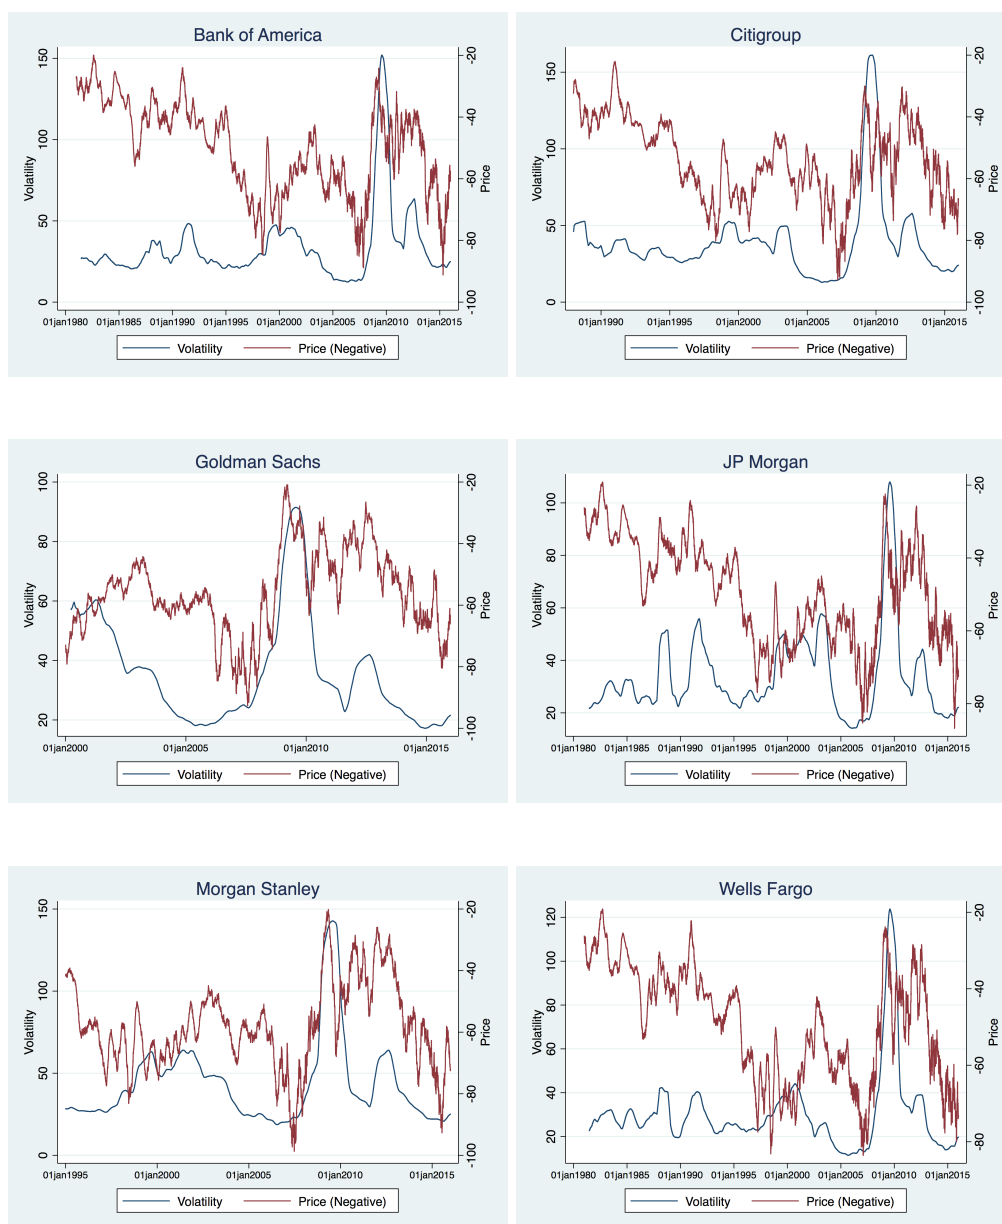 Bank of America
150
100
50
0
Volatility
-20
-40
-60
-80
-100
Price
01jan1980 01jan1985 01jan1990 01jan1995 01jan2000 01jan2005 01jan2010 01jan2015
Volatility Price (Negative)
Citigroup
150
100
50
0
Volatility
-20
-40
-60
-80
-100
Price
01jan1990 01jan1995 01jan2000 01jan2005 01jan2010 01jan2015
Volatility Price (Negative)
Goldman Sachs
100
80
60
40
20
Volatility
-20
-40
-60
-80
-100
Price
01jan2000 01jan2005 01jan2010 01jan2015
Volatility Price (Negative)
JP Morgan
100
80
60
40
20
Volatility
-20
-40
-60
-80
Price
01jan1980 01jan1985 01jan1990 01jan1995 01jan2000 01jan2005 01jan2010 01jan2015
Volatility Price (Negative)
Morgan Stanley
150
100
50
0
Volatility
-20
-40
-60
-80
-100
Price
01jan1995 01jan2000 01jan2005 01jan2010 01jan2015
Volatility Price (Negative)
Wells Fargo
120
100
80
60
40
20
Volatility
-20
-40
-60
-80
Price
01jan1980 01jan1985 01jan1990 01jan1995 01jan2000 01jan2005 01jan2010 01jan2015
Volatility Price (Negative)